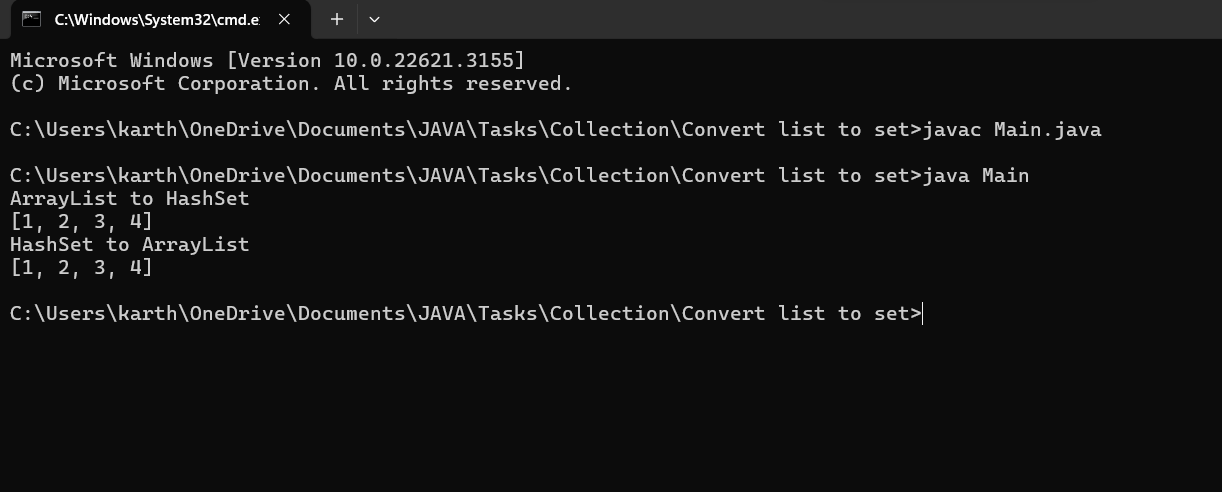 C:\Windows\System32\cmd.e
Microsoft Windows [Version 10.0.22621.3155]
(c) Microsoft Corporation. All rights reserved.
C:\Users\karth\OneDrive\Documents\JAVA\Tasks\Collection\Convert list to set>javac Main.java
C:\Users\karth\OneDrive\Documents\JAVA\Tasks\Collection\Convert list to set>java Main
ArrayList to HashSet
[1, 2, 3, 4]
HashSet to ArrayList
[1, 2, 3, 4]
C:\Users\karth\OneDrive\Documents\JAVA\Tasks\Collection\Convert list to set>